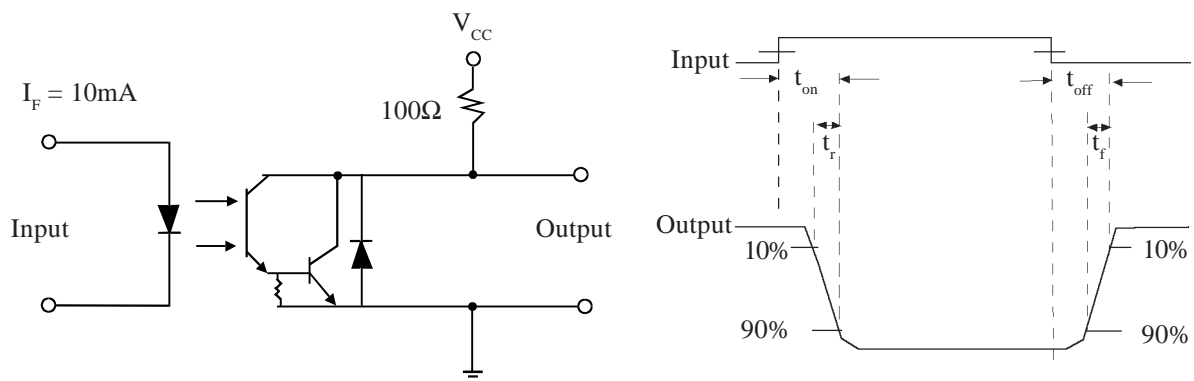 V_CC
I_F = 10mA
100Ω
Input
Output
Input
t_on
t_off
t_r
t_f
Output
10%
10%
90%
90%